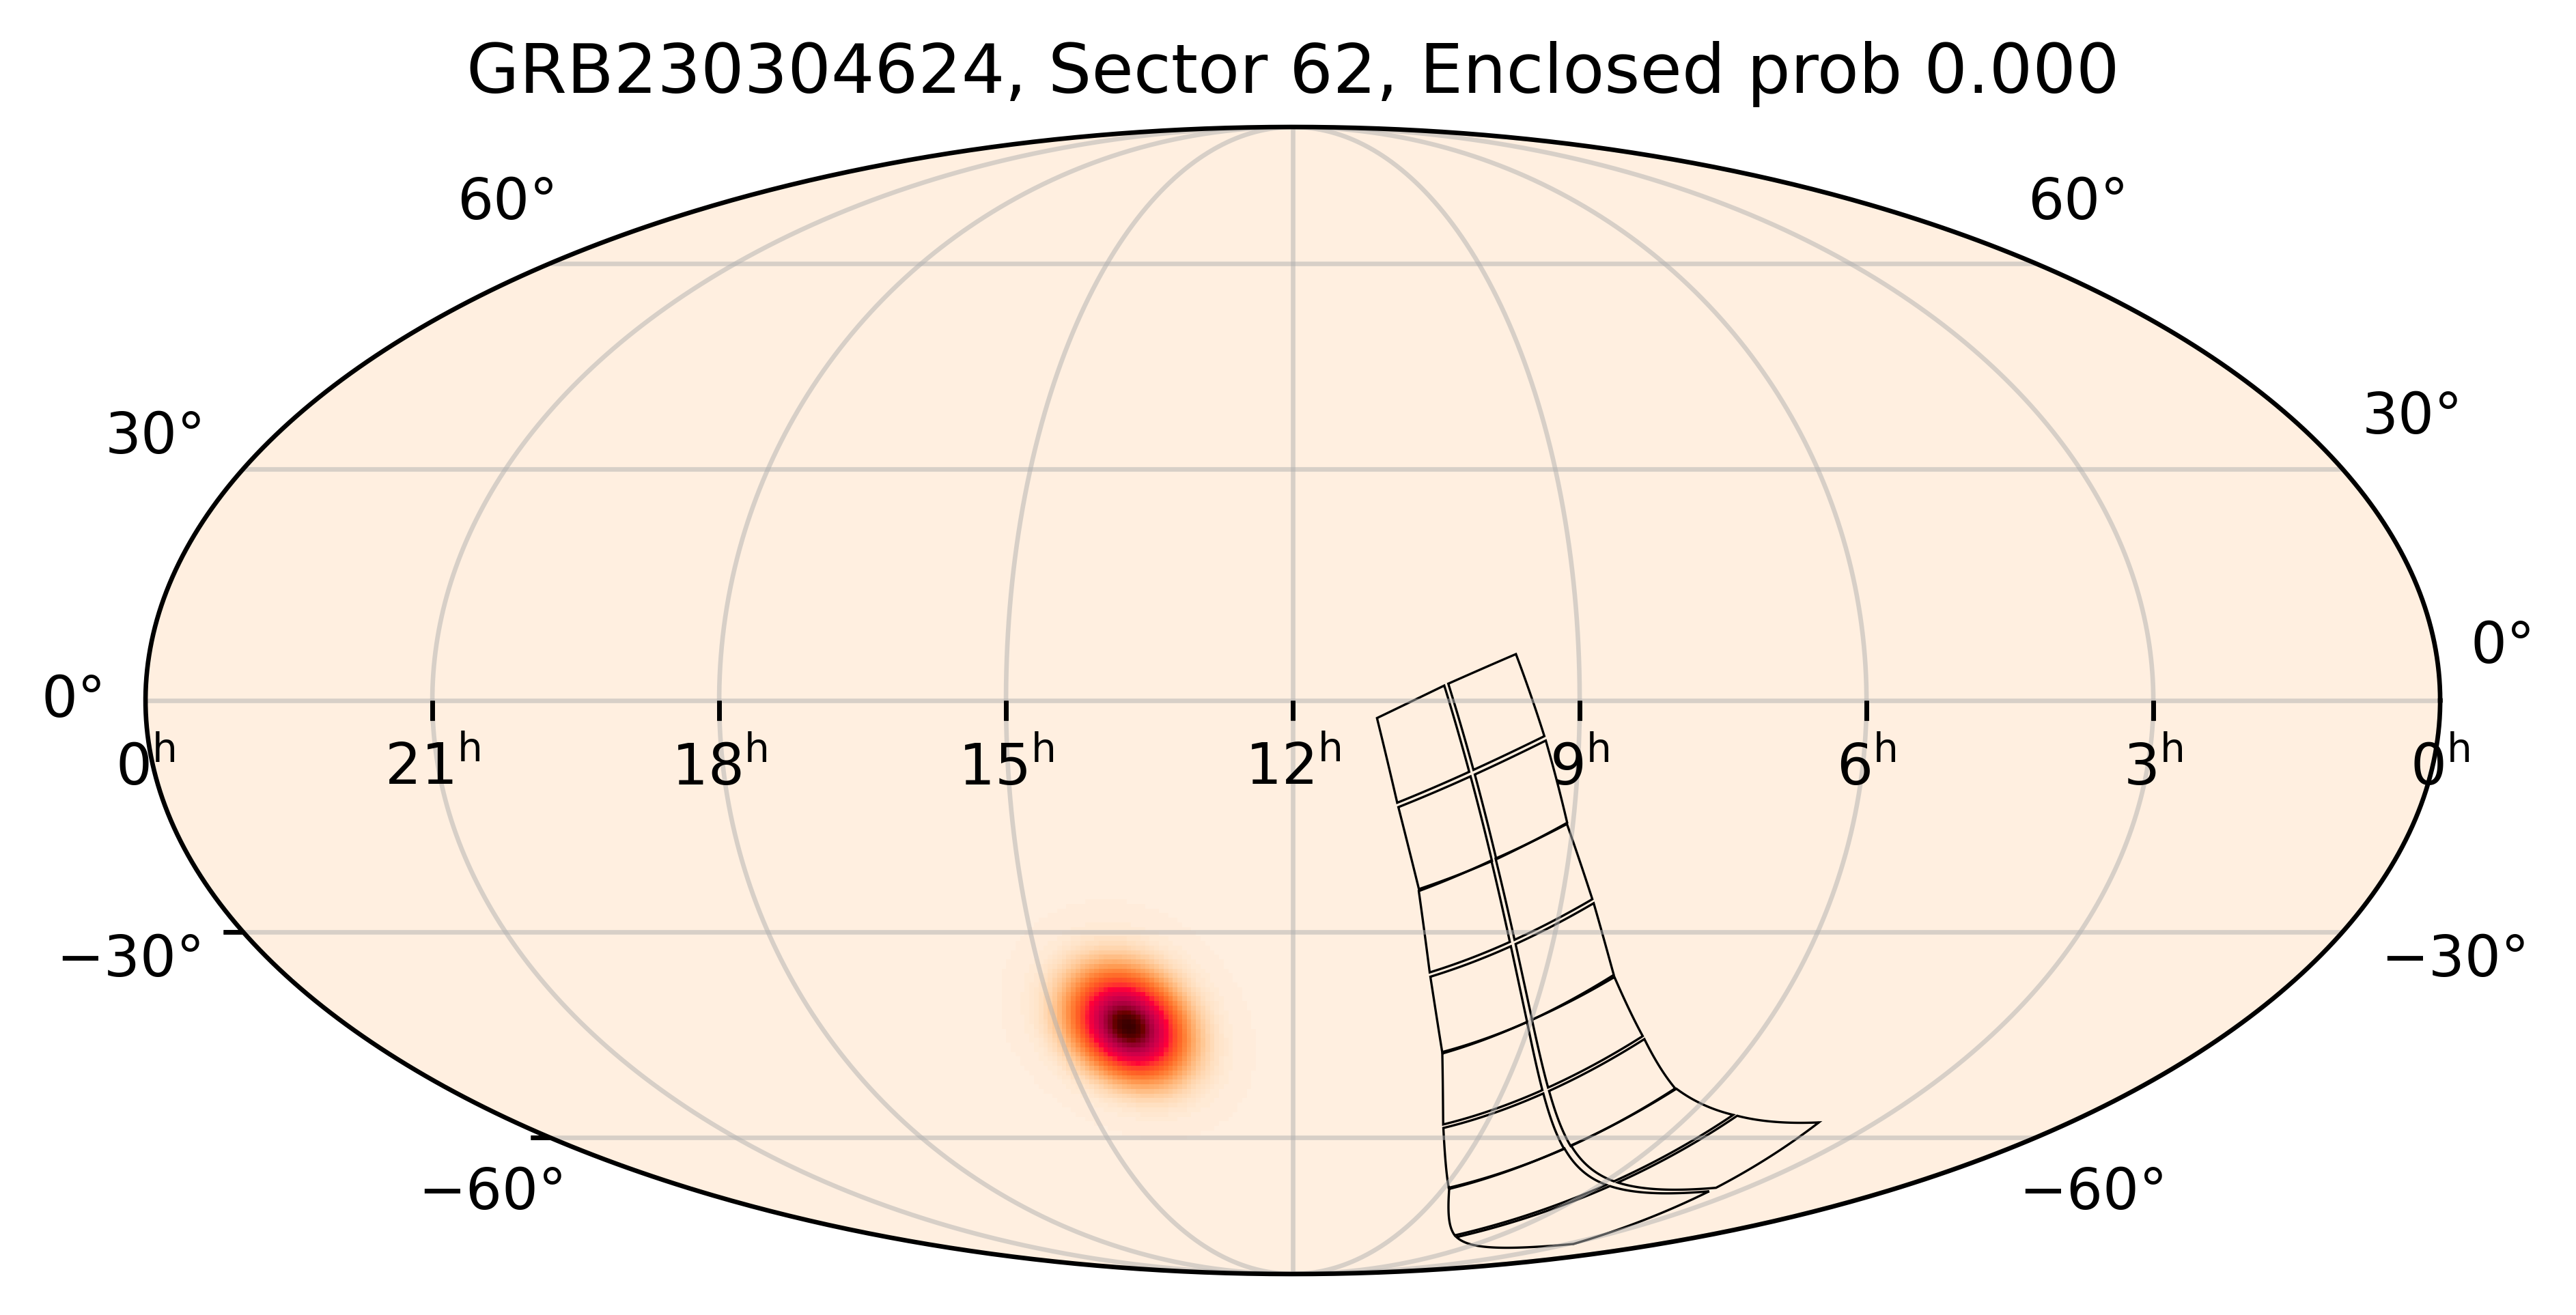 GRB230304624, Sector 62, Enclosed prob 0.000
60° 60°
30° 30°
0° 0°
0ʰ 21ʰ 18ʰ 15ʰ 12ʰ 9ʰ 6ʰ 3ʰ 0ʰ
−30° −30°
−60° −60°